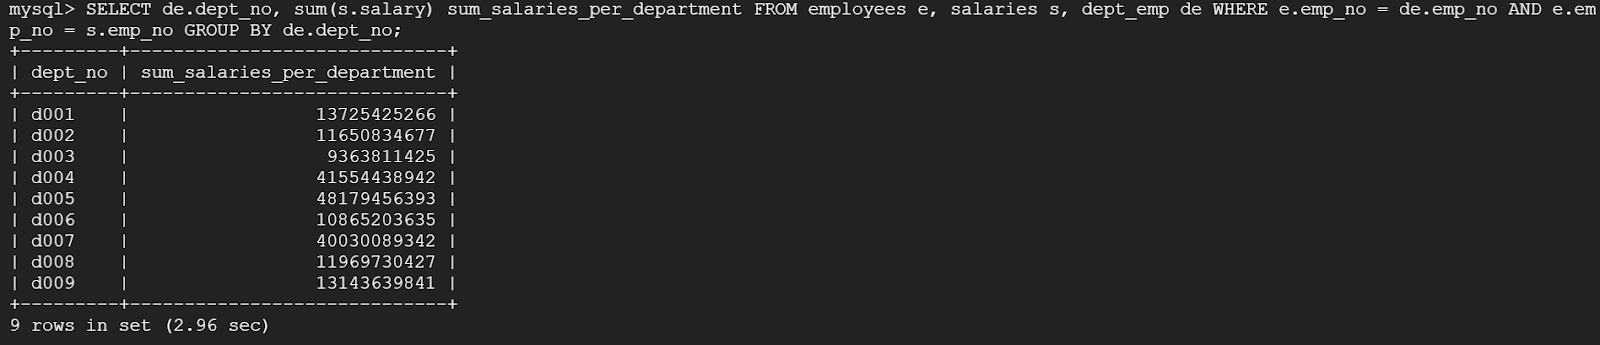 mysql> SELECT de.dept_no, sum(s.salary) sum_salaries_per_department FROM employees e, salaries s, dept_emp de WHERE e.emp_no = de.emp_no AND e.em
p_no = s.emp_no GROUP BY de.dept_no;
+---------+-----------------------------+
| dept_no | sum_salaries_per_department |
+---------+-----------------------------+
| d001    |                 13725425266 |
| d002    |                 11650834677 |
| d003    |                  9363811425 |
| d004    |                 41554438942 |
| d005    |                 48179456393 |
| d006    |                 10865203635 |
| d007    |                 40030089342 |
| d008    |                 11969730427 |
| d009    |                 13143639841 |
+---------+-----------------------------+
9 rows in set (2.96 sec)